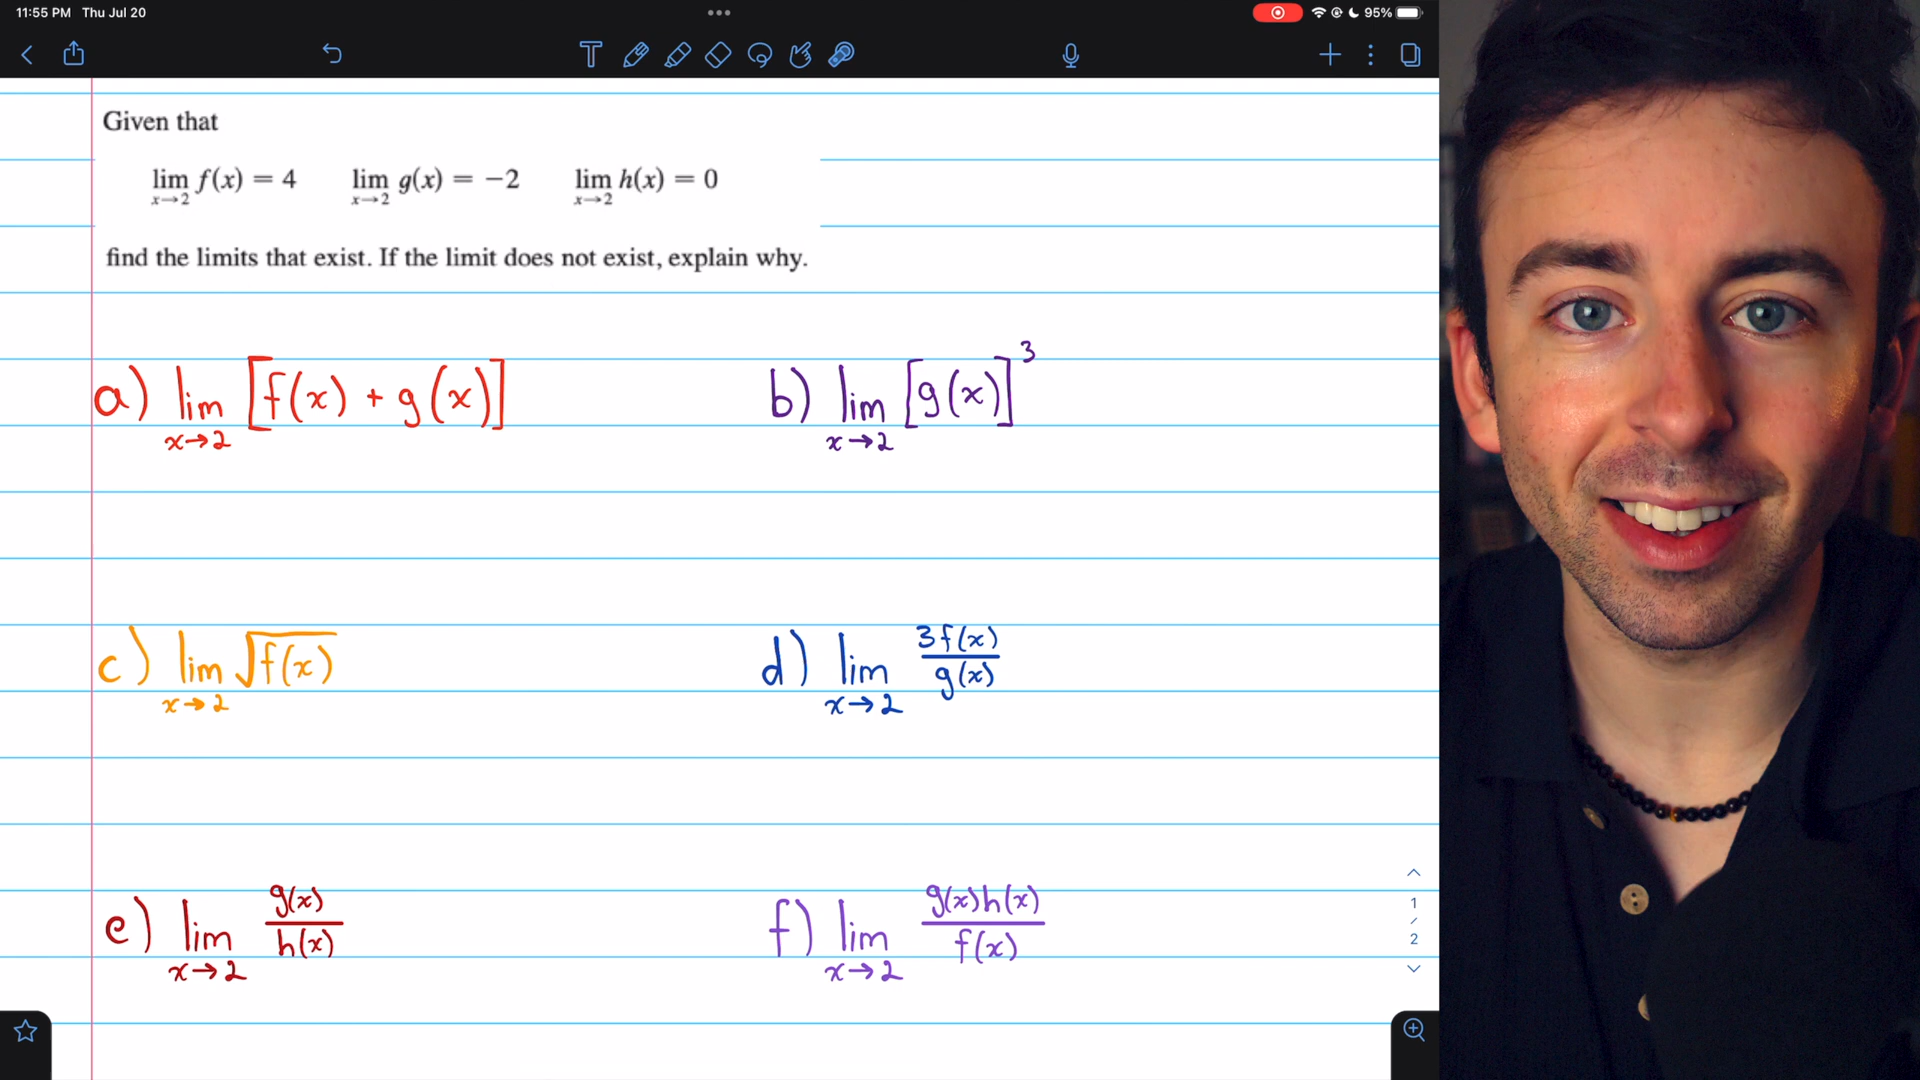 11:55 PM Thu Jul 20
95%
Given that
lim x→2 f(x) = 4 lim x→2 g(x) = −2 lim x→2 h(x) = 0
find the limits that exist. If the limit does not exist, explain why.
a) lim x→2 [f(x) + g(x)]
b) lim x→2 [g(x)]³
c) lim x→2 √f(x)
d) lim x→2 3f(x)/g(x)
e) lim x→2 g(x)/h(x)
f) lim x→2 g(x)h(x)/f(x)
1
/
2